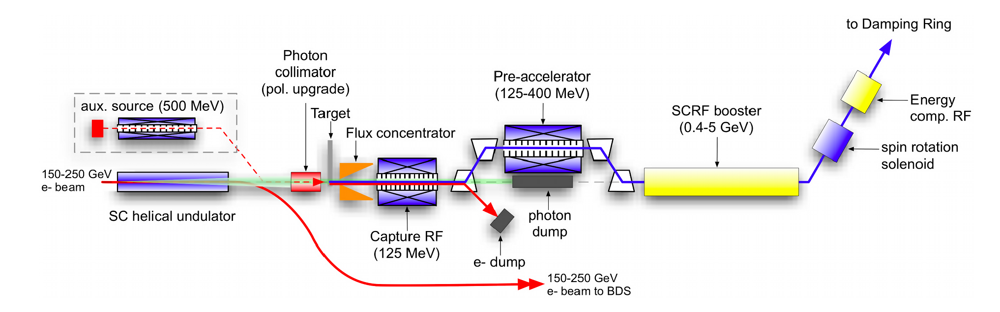 to Damping Ring
Photon
collimator
(pol. upgrade)
Pre-accelerator
(125-400 MeV)
aux. source (500 MeV)
Target
Energy
comp. RF
SCRF booster
(0.4-5 GeV)
Flux concentrator
spin rotation
solenoid
150-250 GeV
e- beam
SC helical undulator
photon
dump
Capture RF
(125 MeV)
e- dump
150-250 GeV
e- beam to BDS